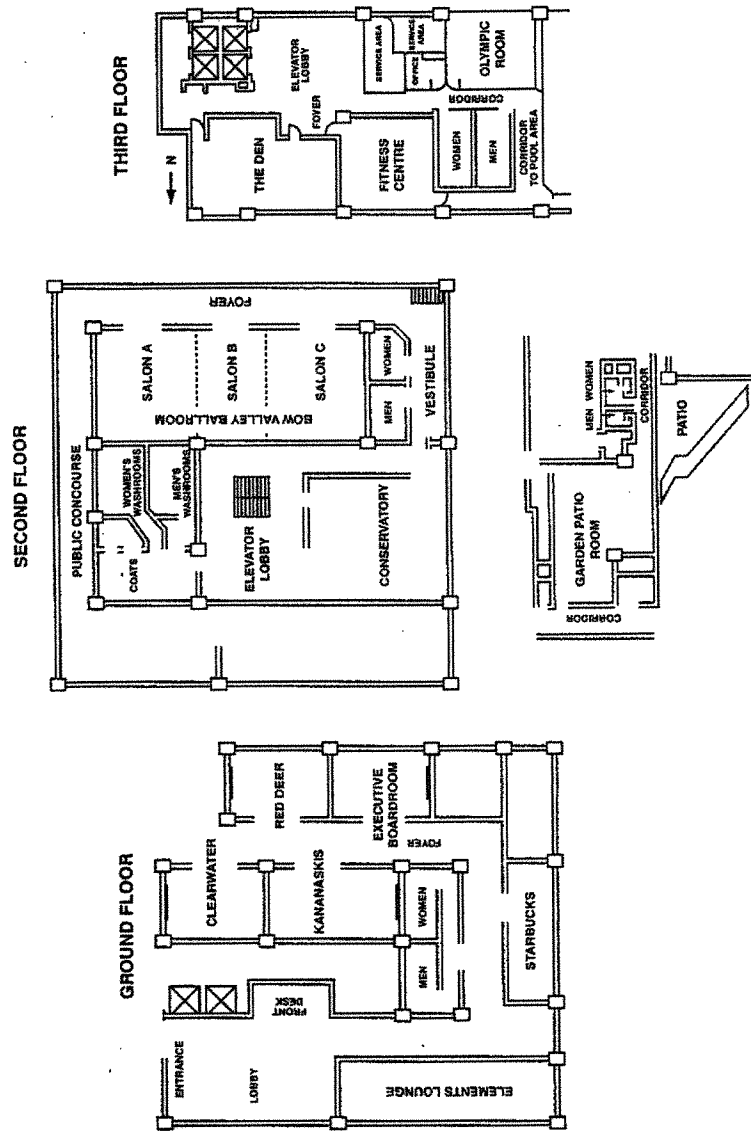 GROUND FLOOR
ENTRANCE
LOBBY
FRONT
DESK
ELEMENTS LOUNGE
CLEARWATER
KANANASKIS
RED DEER
EXECUTIVE
BOARDROOM
FOYER
MEN
WOMEN
STARBUCKS
SECOND FLOOR
PUBLIC CONCOURSE
COATS
WOMEN'S
WASHROOMS
MEN'S
WASHROOMS
ELEVATOR
LOBBY
CONSERVATORY
BOW VALLEY BALLROOM
SALON A
SALON B
SALON C
FOYER
MEN
WOMEN
VESTIBULE
GARDEN PATIO
ROOM
CORRIDOR
MEN WOMEN
CORRIDOR
PATIO
THIRD FLOOR
N
THE DEN
ELEVATOR
LOBBY
FOYER
FITNESS
CENTRE
SERVICE AREA
SERVICE
AREA
OFFICE
CORRIDOR
OLYMPIC
ROOM
WOMEN
MEN
CORRIDOR
TO POOL AREA